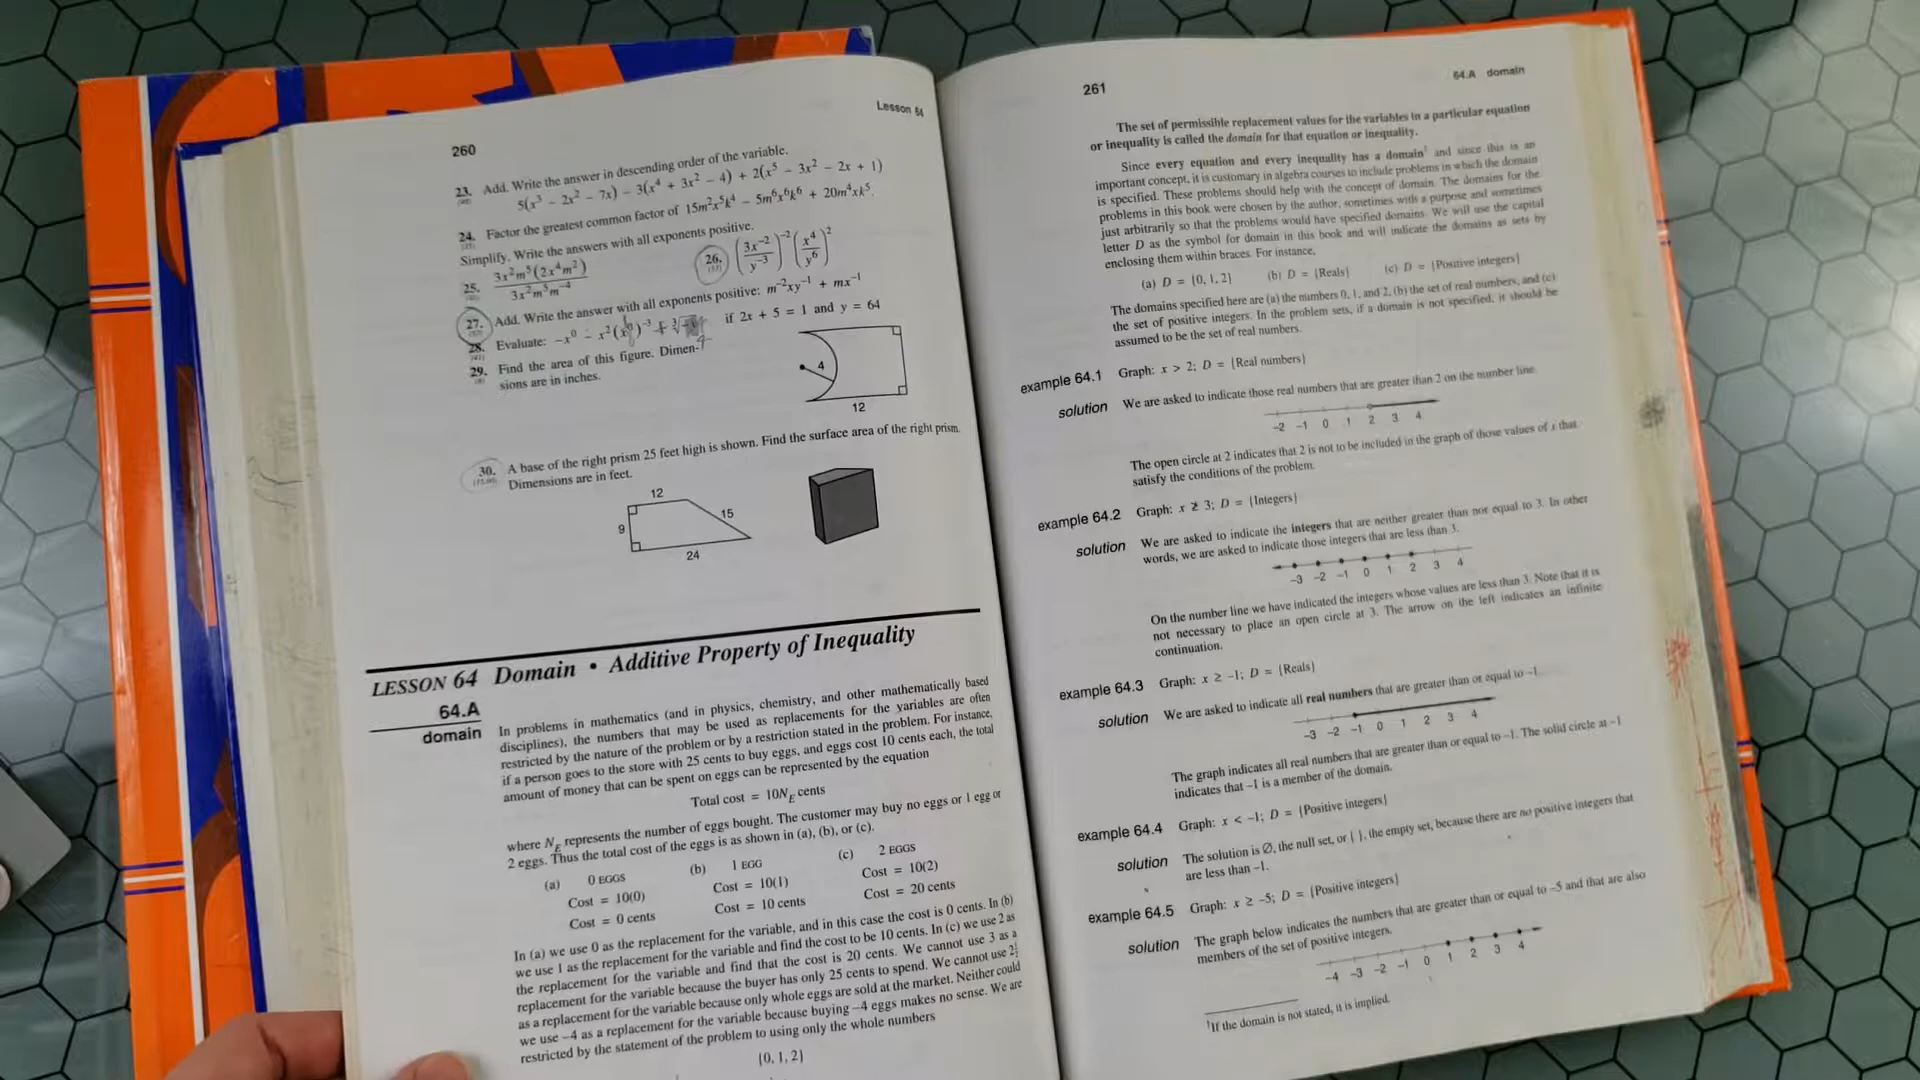 260
Lesson 64
23. Add. Write the answer in descending order of the variable.
5(x³ − 2x² − 7x) − 3(x⁴ + 3x² − 4) + 2(x⁵ − 3x² − 2x + 1)
24. Factor the greatest common factor of 15m²x⁵k⁴ − 5m⁶x⁶k⁶ + 20m⁴xk⁵.
Simplify. Write the answers with all exponents positive.
25. 3x²m⁵(2x⁴m²) / 3x²m⁵m⁻⁴
26. (3x⁻² / y⁻³)⁻² (x⁴ / y⁶)²
27. Add. Write the answer with all exponents positive: m⁻²xy⁻¹ + mx⁻¹
28. Evaluate: −x⁰ − x² if 2x + 5 = 1 and y = 64
29. Find the area of this figure. Dimen-
sions are in inches.
4
12
30. A base of the right prism 25 feet high is shown. Find the surface area of the right prism.
Dimensions are in feet.
12
9
15
24
LESSON 64 Domain • Additive Property of Inequality
64.A
domain
In problems in mathematics (and in physics, chemistry, and other mathematically based
disciplines), the numbers that may be used as replacements for the variables are often
restricted by the nature of the problem or by a restriction stated in the problem. For instance,
if a person goes to the store with 25 cents to buy eggs, and eggs cost 10 cents each, the total
amount of money that can be spent on eggs can be represented by the equation
Total cost = 10N_E cents
where N_E represents the number of eggs bought. The customer may buy no eggs or 1 egg or
2 eggs. Thus the total cost of the eggs is as shown in (a), (b), or (c).
(a) 0 EGGS (b) 1 EGG (c) 2 EGGS
Cost = 10(0) Cost = 10(1) Cost = 10(2)
Cost = 0 cents Cost = 10 cents Cost = 20 cents
In (a) we use 0 as the replacement for the variable, and in this case the cost is 0 cents. In (b)
we use 1 as the replacement for the variable and find the cost to be 10 cents. In (c) we use 2 as
the replacement for the variable and find that the cost is 20 cents. We cannot use 3 as a
replacement for the variable because the buyer has only 25 cents to spend. We cannot use 2½
as a replacement for the variable because only whole eggs are sold at the market. Neither could
we use −4 as a replacement for the variable because buying −4 eggs makes no sense. We are
restricted by the statement of the problem to using only the whole numbers
{0, 1, 2}
261
64.A domain
The set of permissible replacement values for the variables in a particular equation
or inequality is called the domain for that equation or inequality.
Since every equation and every inequality has a domain† and since this is an
important concept, it is customary in algebra courses to include problems in which the domain
is specified. These problems should help with the concept of domain. The domains for the
problems in this book were chosen by the author, sometimes with a purpose and sometimes
just arbitrarily so that the problems would have specified domains. We will use the capital
letter D as the symbol for domain in this book and will indicate the domains as sets by
enclosing them within braces. For instance,
(a) D = {0, 1, 2} (b) D = {Reals} (c) D = {Positive integers}
The domains specified here are (a) the numbers 0, 1, and 2, (b) the set of real numbers, and (c)
the set of positive integers. In the problem sets, if a domain is not specified, it should be
assumed to be the set of real numbers.
example 64.1 Graph: x > 2; D = {Real numbers}
solution We are asked to indicate those real numbers that are greater than 2 on the number line.
−2 −1 0 1 2 3 4
The open circle at 2 indicates that 2 is not to be included in the graph of those values of x that
satisfy the conditions of the problem.
example 64.2 Graph: x ≱ 3; D = {Integers}
solution We are asked to indicate the integers that are neither greater than nor equal to 3. In other
words, we are asked to indicate those integers that are less than 3.
−3 −2 −1 0 1 2 3 4
On the number line we have indicated the integers whose values are less than 3. Note that it is
not necessary to place an open circle at 3. The arrow on the left indicates an infinite
continuation.
example 64.3 Graph: x ≥ −1; D = {Reals}
solution We are asked to indicate all real numbers that are greater than or equal to −1.
−3 −2 −1 0 1 2 3 4
The graph indicates all real numbers that are greater than or equal to −1. The solid circle at −1
indicates that −1 is a member of the domain.
example 64.4 Graph: x < −1; D = {Positive integers}
solution The solution is ∅, the null set, or { }, the empty set, because there are no positive integers that
are less than −1.
example 64.5 Graph: x ≥ −5; D = {Positive integers}
solution The graph below indicates the numbers that are greater than or equal to −5 and that are also
members of the set of positive integers.
−4 −3 −2 −1 0 1 2 3 4
†If the domain is not stated, it is implied.